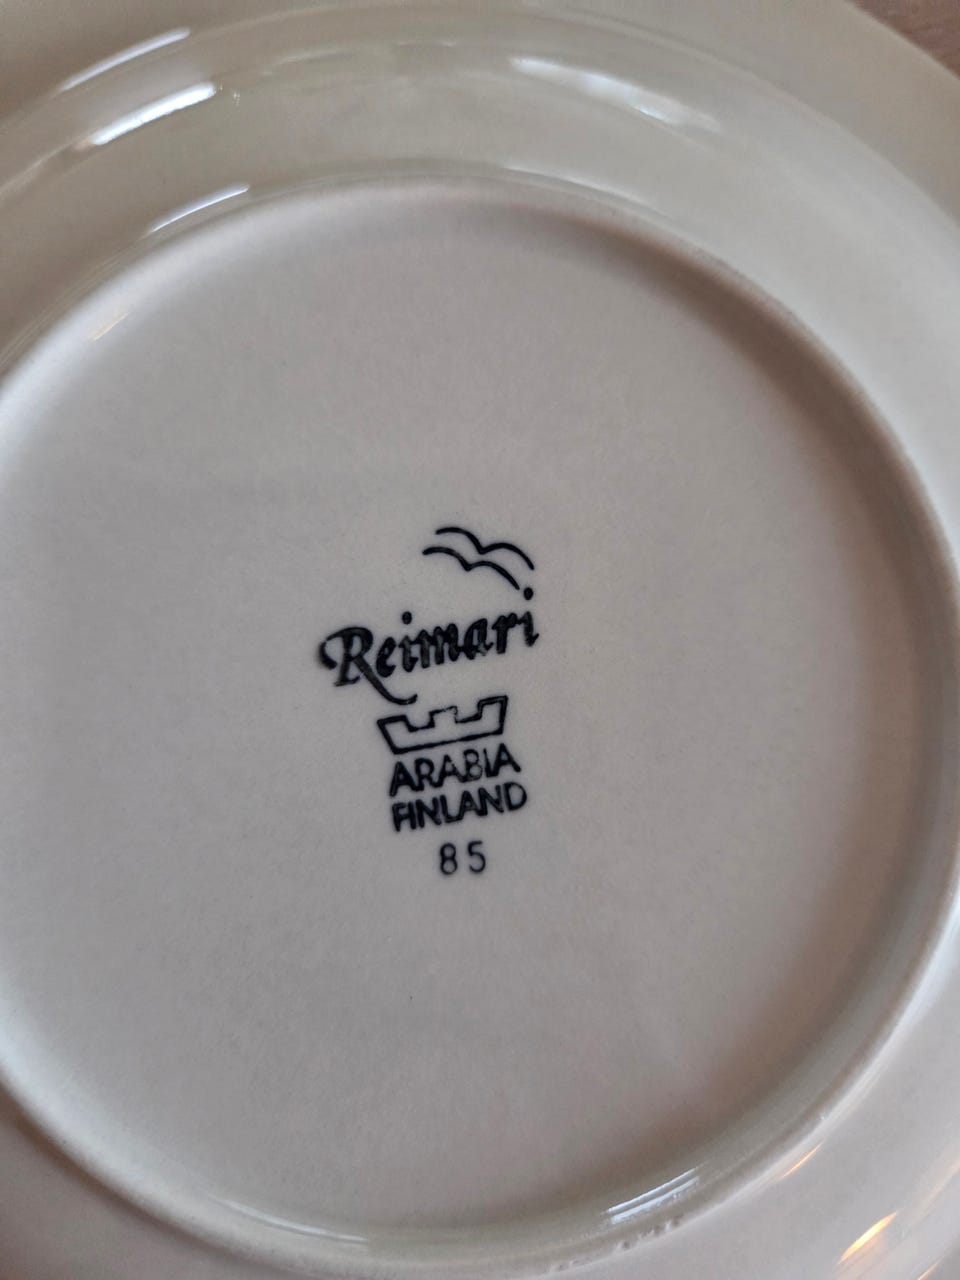 Reimari
ARABIA
FINLAND
85